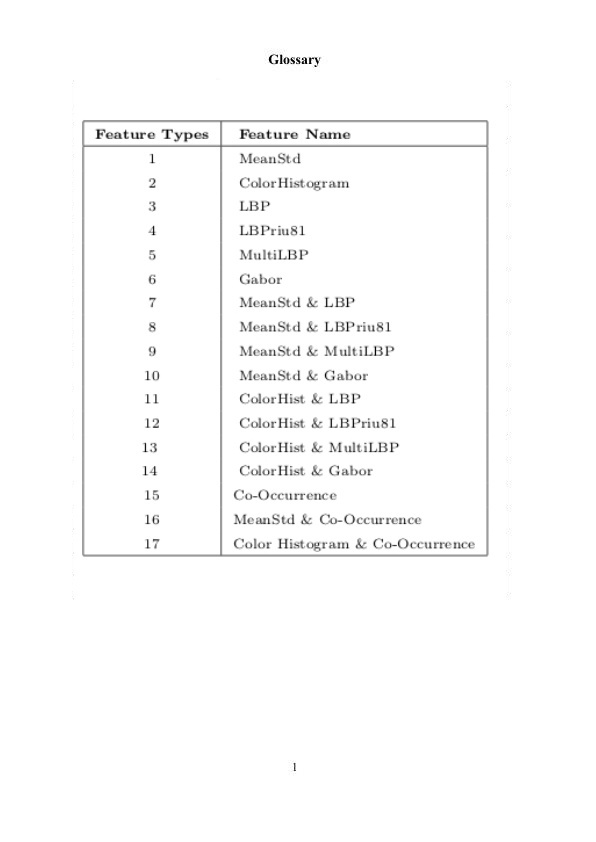 Glossary
Feature Types Feature Name
1 MeanStd
2 ColorHistogram
3 LBP
4 LBPriu81
5 MultiLBP
6 Gabor
7 MeanStd & LBP
8 MeanStd & LBPriu81
9 MeanStd & MultiLBP
10 MeanStd & Gabor
11 ColorHist & LBP
12 ColorHist & LBPriu81
13 ColorHist & MultiLBP
14 ColorHist & Gabor
15 Co-Occurrence
16 MeanStd & Co-Occurrence
17 Color Histogram & Co-Occurrence
1